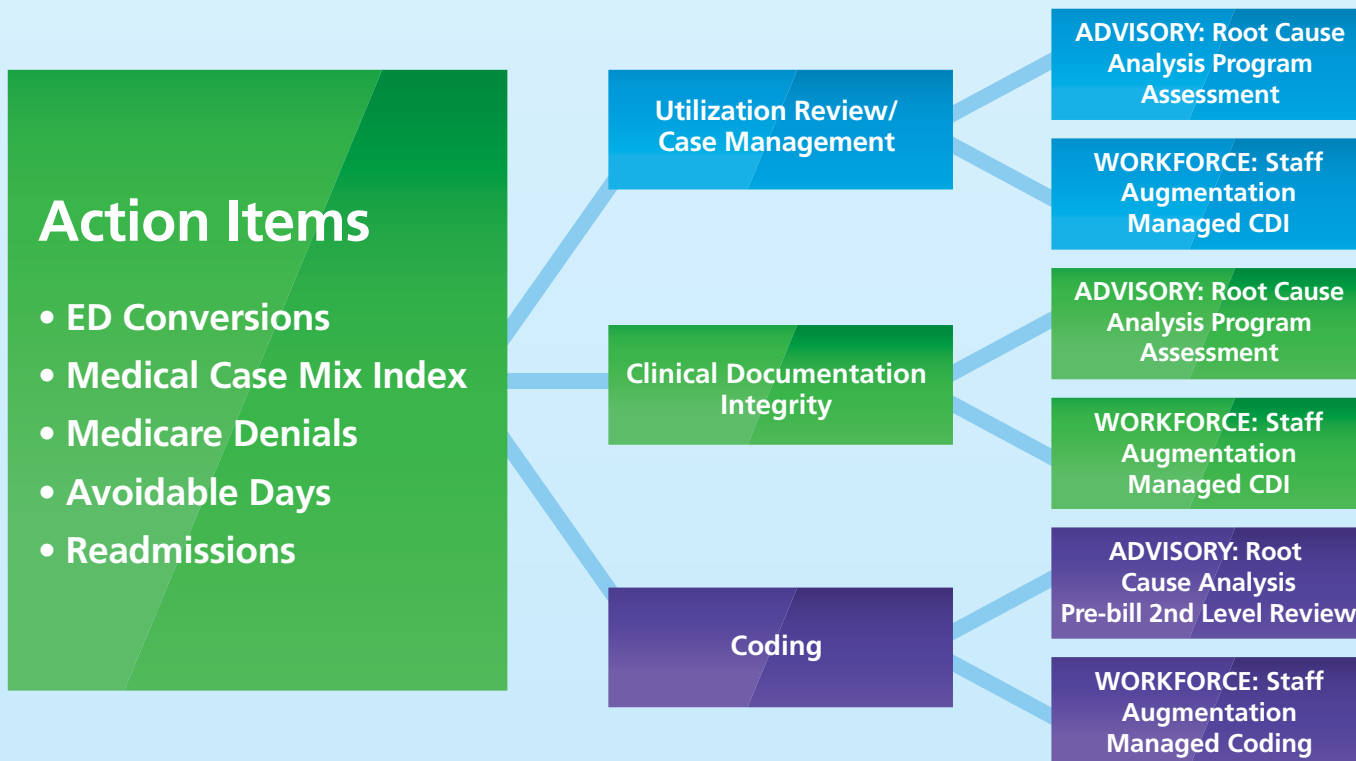 Action Items
• ED Conversions
• Medical Case Mix Index
• Medicare Denials
• Avoidable Days
• Readmissions
Utilization Review/
Case Management
Clinical Documentation
Integrity
Coding
ADVISORY: Root Cause
Analysis Program
Assessment
WORKFORCE: Staff
Augmentation
Managed CDI
ADVISORY: Root Cause
Analysis Program
Assessment
WORKFORCE: Staff
Augmentation
Managed CDI
ADVISORY: Root
Cause Analysis
Pre-bill 2nd Level Review
WORKFORCE: Staff
Augmentation
Managed Coding